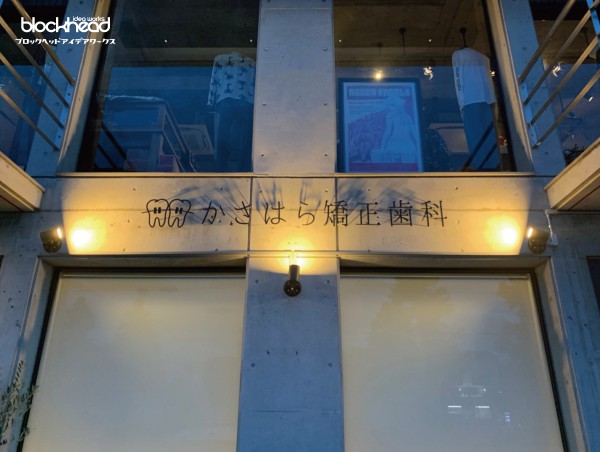 idea works
blockhead
ブロックヘッドアイデアワークス
かさはら矯正歯科